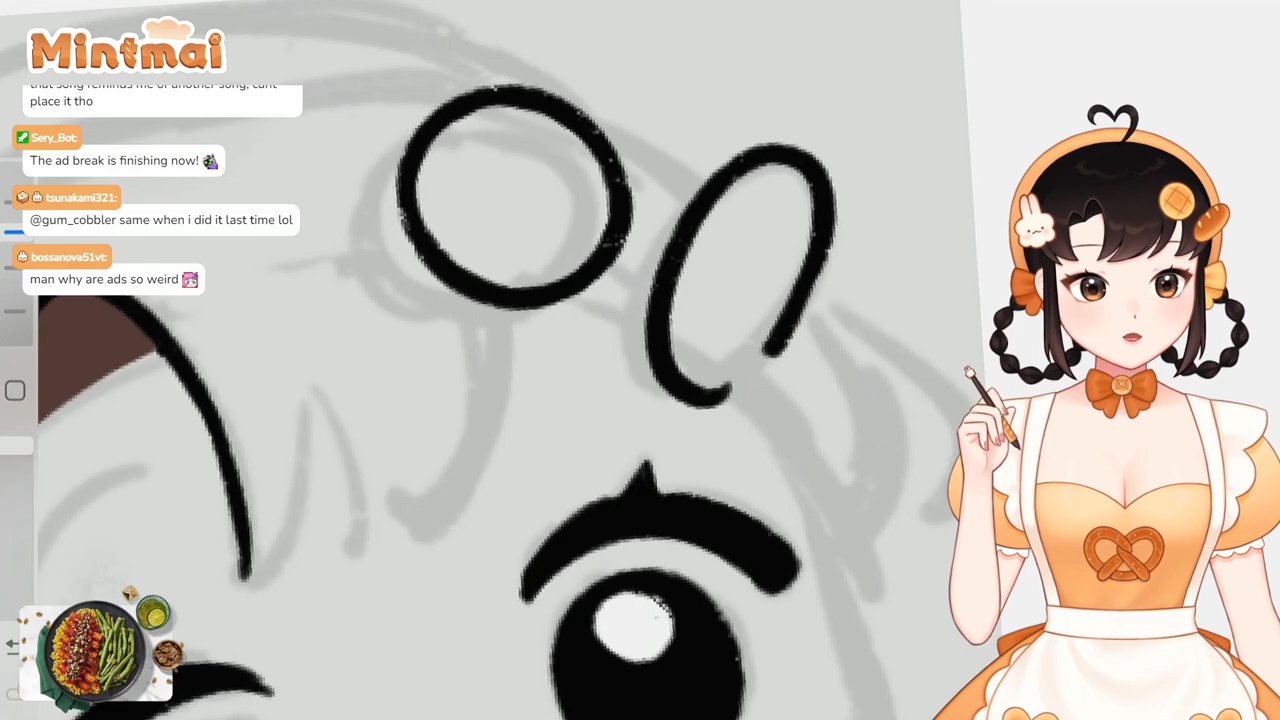 Mintmai
that song reminds me of another song, cant
place it tho
Sery_Bot:
The ad break is finishing now!
tsunakami321:
@gum_cobbler same when i did it last time lol
bossanova51vt:
man why are ads so weird